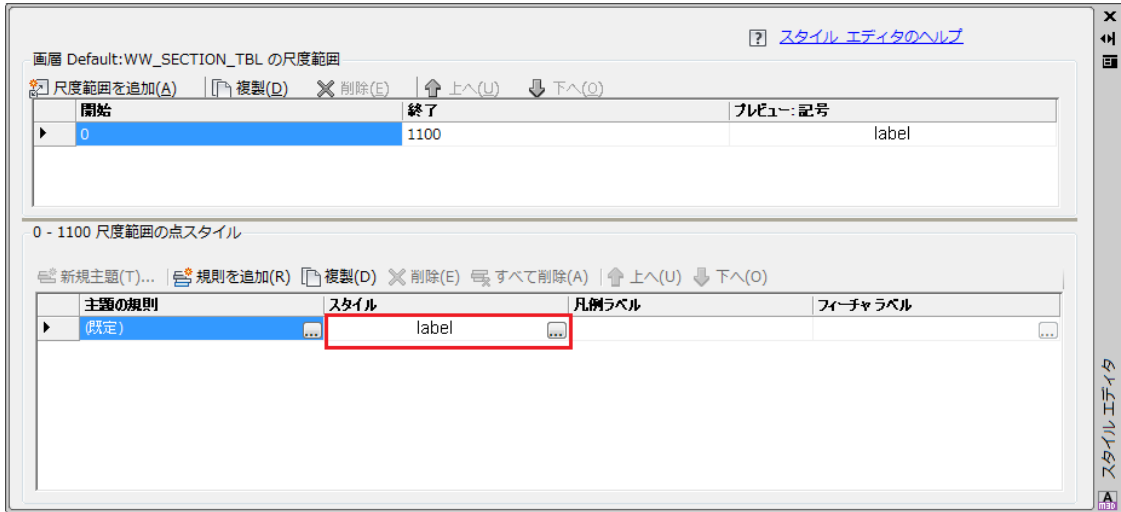 スタイル エディタのヘルプ
画層 Default:WW_SECTION_TBL の尺度範囲
尺度範囲を追加(A) 複製(D) 削除(E) 上へ(U) 下へ(O)
開始 終了 プレビュー: 記号
0 1100 label
0 - 1100 尺度範囲の点スタイル
新規主題(T)... 規則を追加(R) 複製(D) 削除(E) すべて削除(A) 上へ(U) 下へ(O)
主題の規則 スタイル 凡例ラベル フィーチャ ラベル
(既定) ... label ... ...
スタイル エディタ